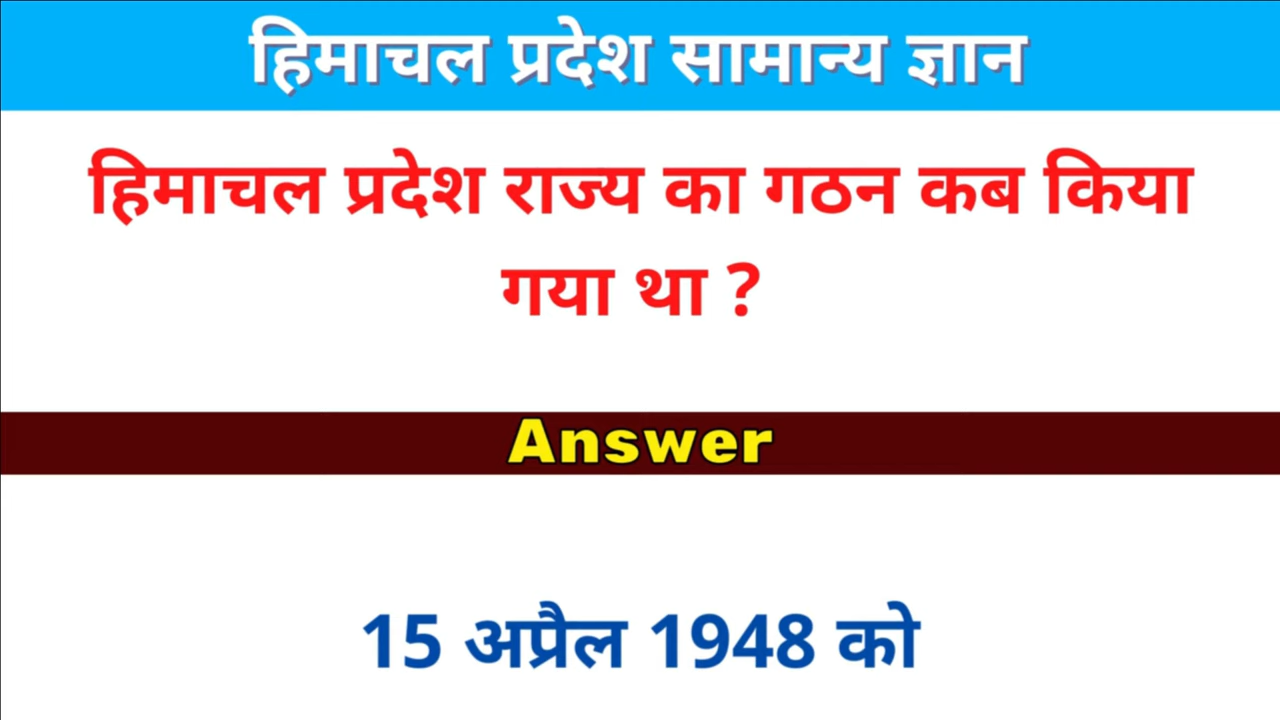 हिमाचल प्रदेश सामान्य ज्ञान
हिमाचल प्रदेश राज्य का गठन कब किया
गया था ?
Answer
15 अप्रैल 1948 को